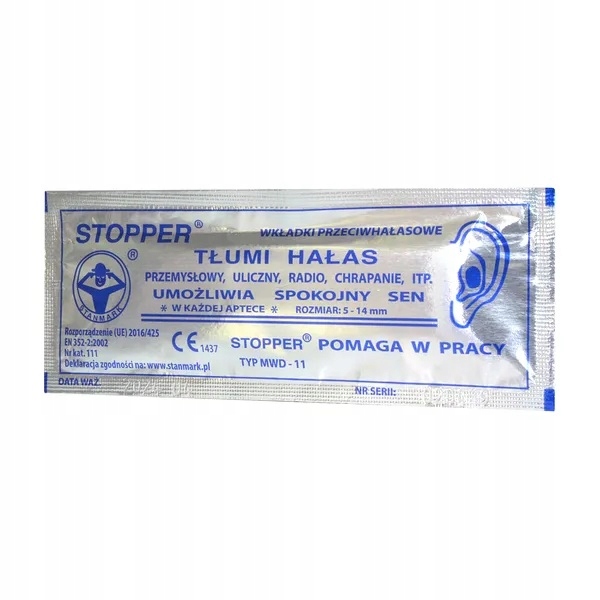 STOPPER®
WKŁADKI PRZECIWHAŁASOWE
®
STANMARK
TŁUMI HAŁAS
PRZEMYSŁOWY, ULICZNY, RADIO, CHRAPANIE, ITP.
UMOŻLIWIA SPOKOJNY SEN
* W KAŻDEJ APTECE * ROZMIAR: 5 - 14 mm
Rozporządzenie (UE) 2016/425
EN 352-2:2002
Nr kat. 111
Deklaracja zgodności na: www.stanmark.pl
CE 1437
STOPPER® POMAGA W PRACY
TYP MWD - 11
DATA WAŻ.
NR SERII: